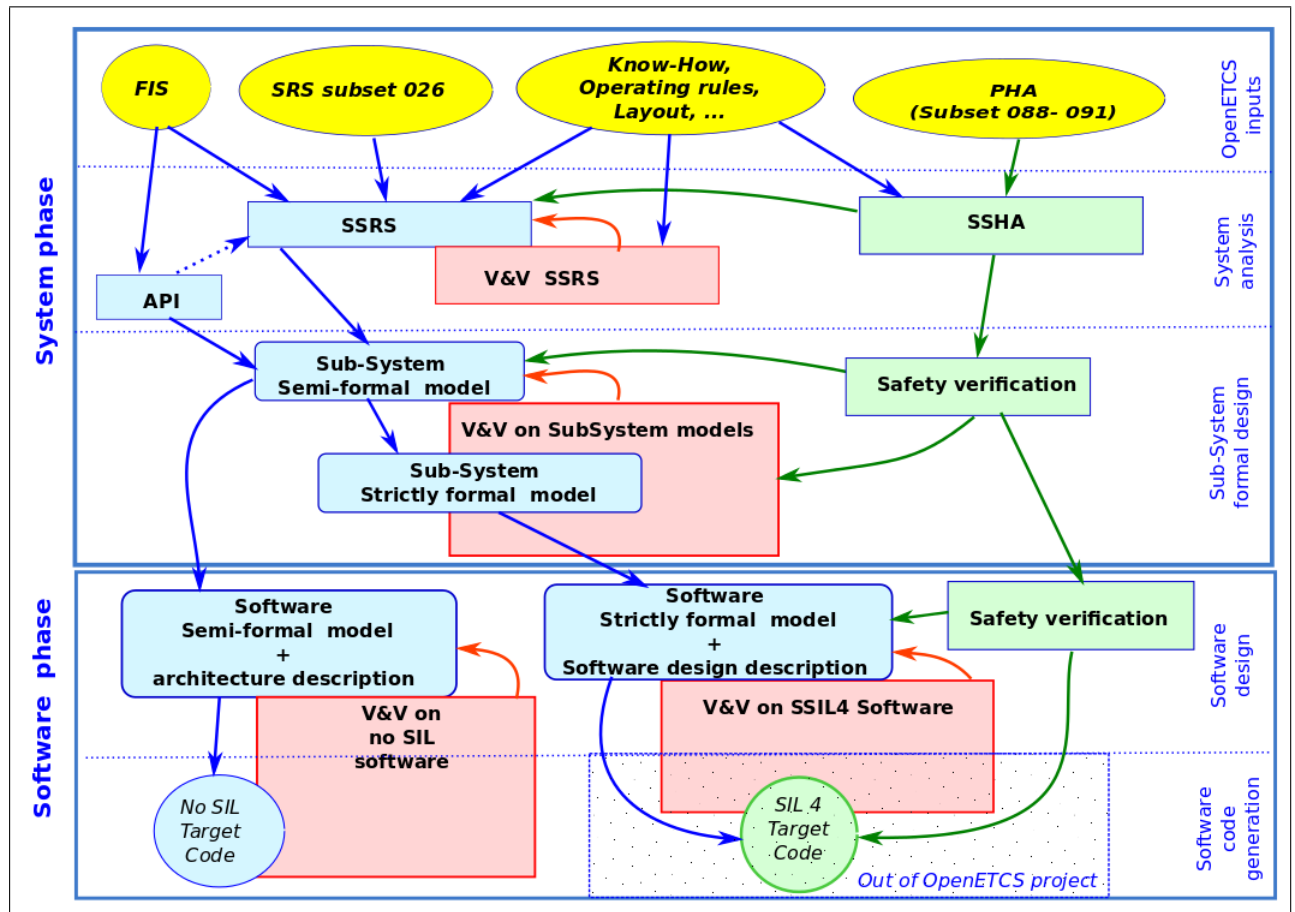 FIS
SRS subset 026
Know-How,
Operating rules,
Layout, ...
PHA
(Subset 088- 091)
OpenETCS
inputs
System phase
SSRS
SSHA
V&V SSRS
API
System
analysis
Sub-System
Semi-formal model
Safety verification
V&V on SubSystem models
Sub-System
Strictly formal model
Sub-System
formal design
Software phase
Software
Semi-formal model
+
architecture description
Software
Strictly formal model
+
Software design description
Safety verification
Software
design
V&V on
no SIL
software
V&V on SSIL4 Software
No SIL
Target
Code
SIL 4
Target
Code
Out of OpenETCS project
Software
code
generation